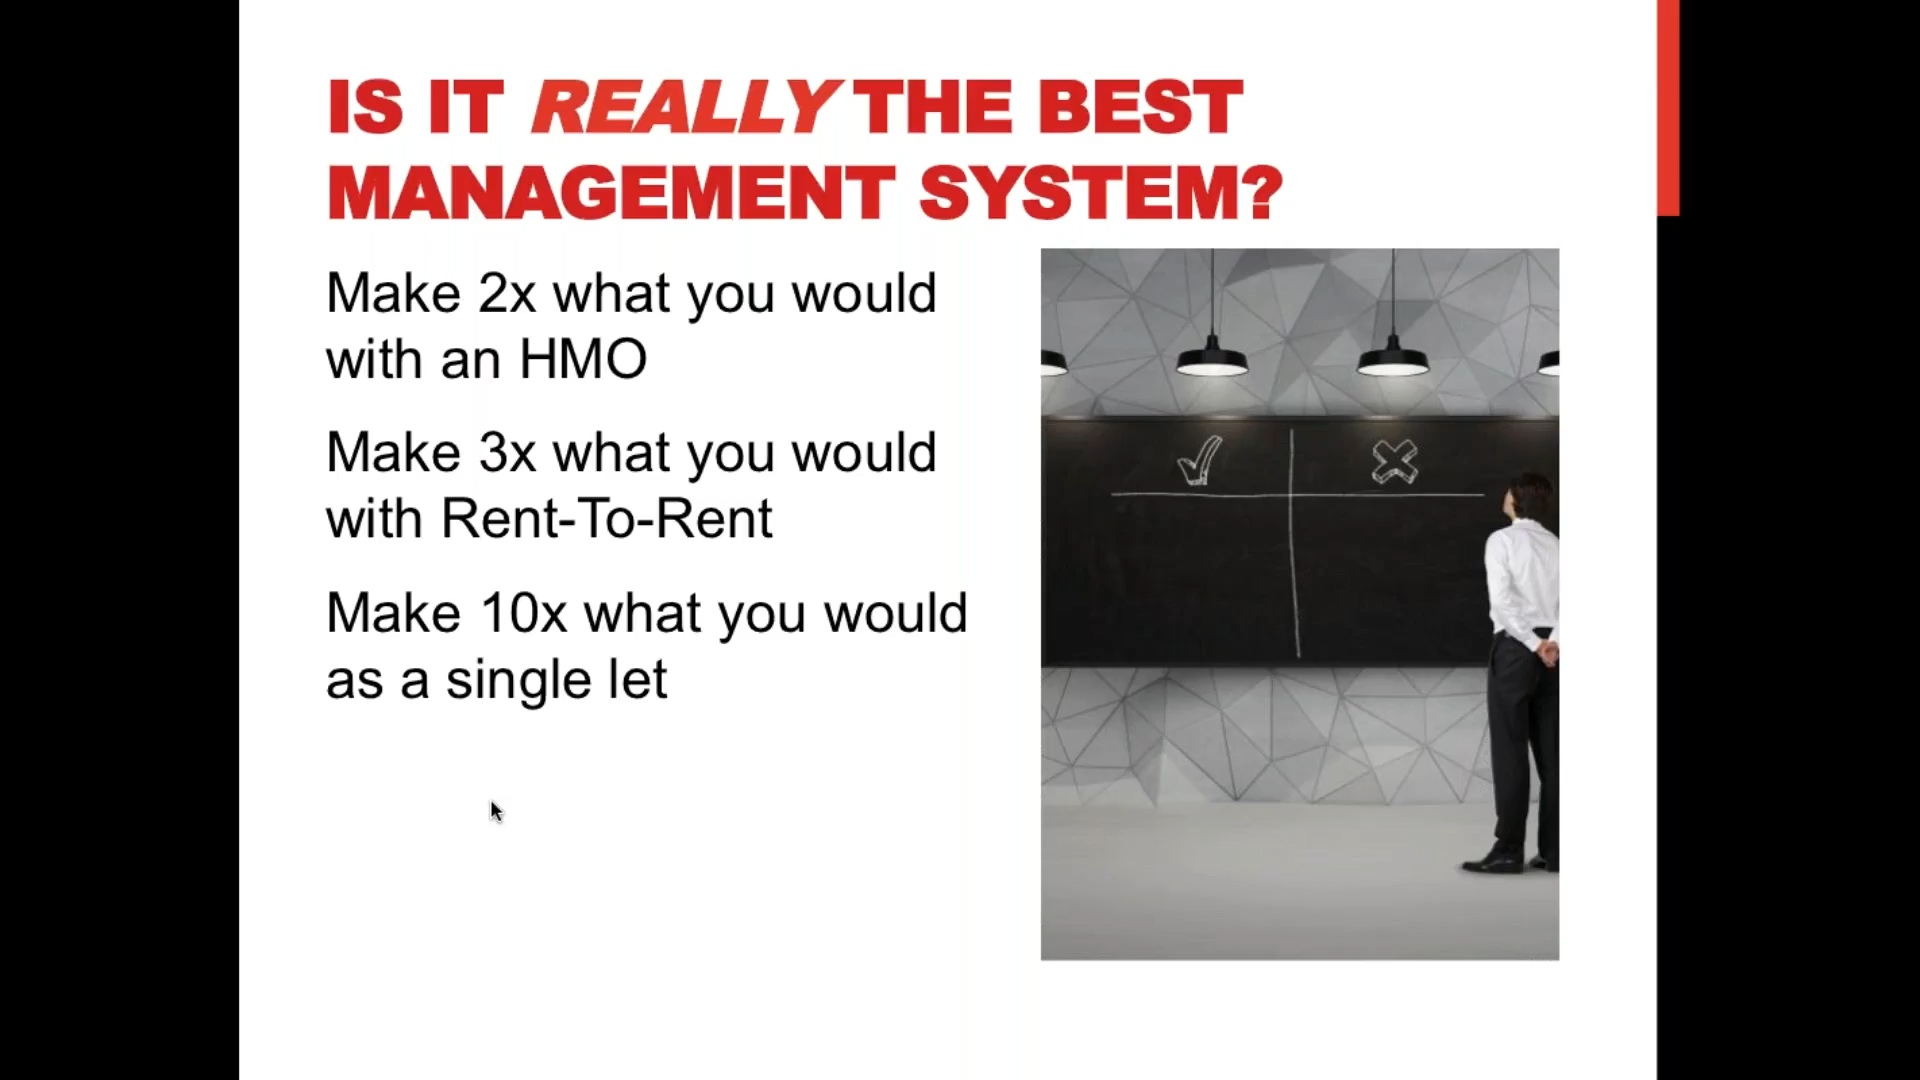 IS IT REALLY THE BEST
MANAGEMENT SYSTEM?
Make 2x what you would
with an HMO
Make 3x what you would
with Rent-To-Rent
Make 10x what you would
as a single let